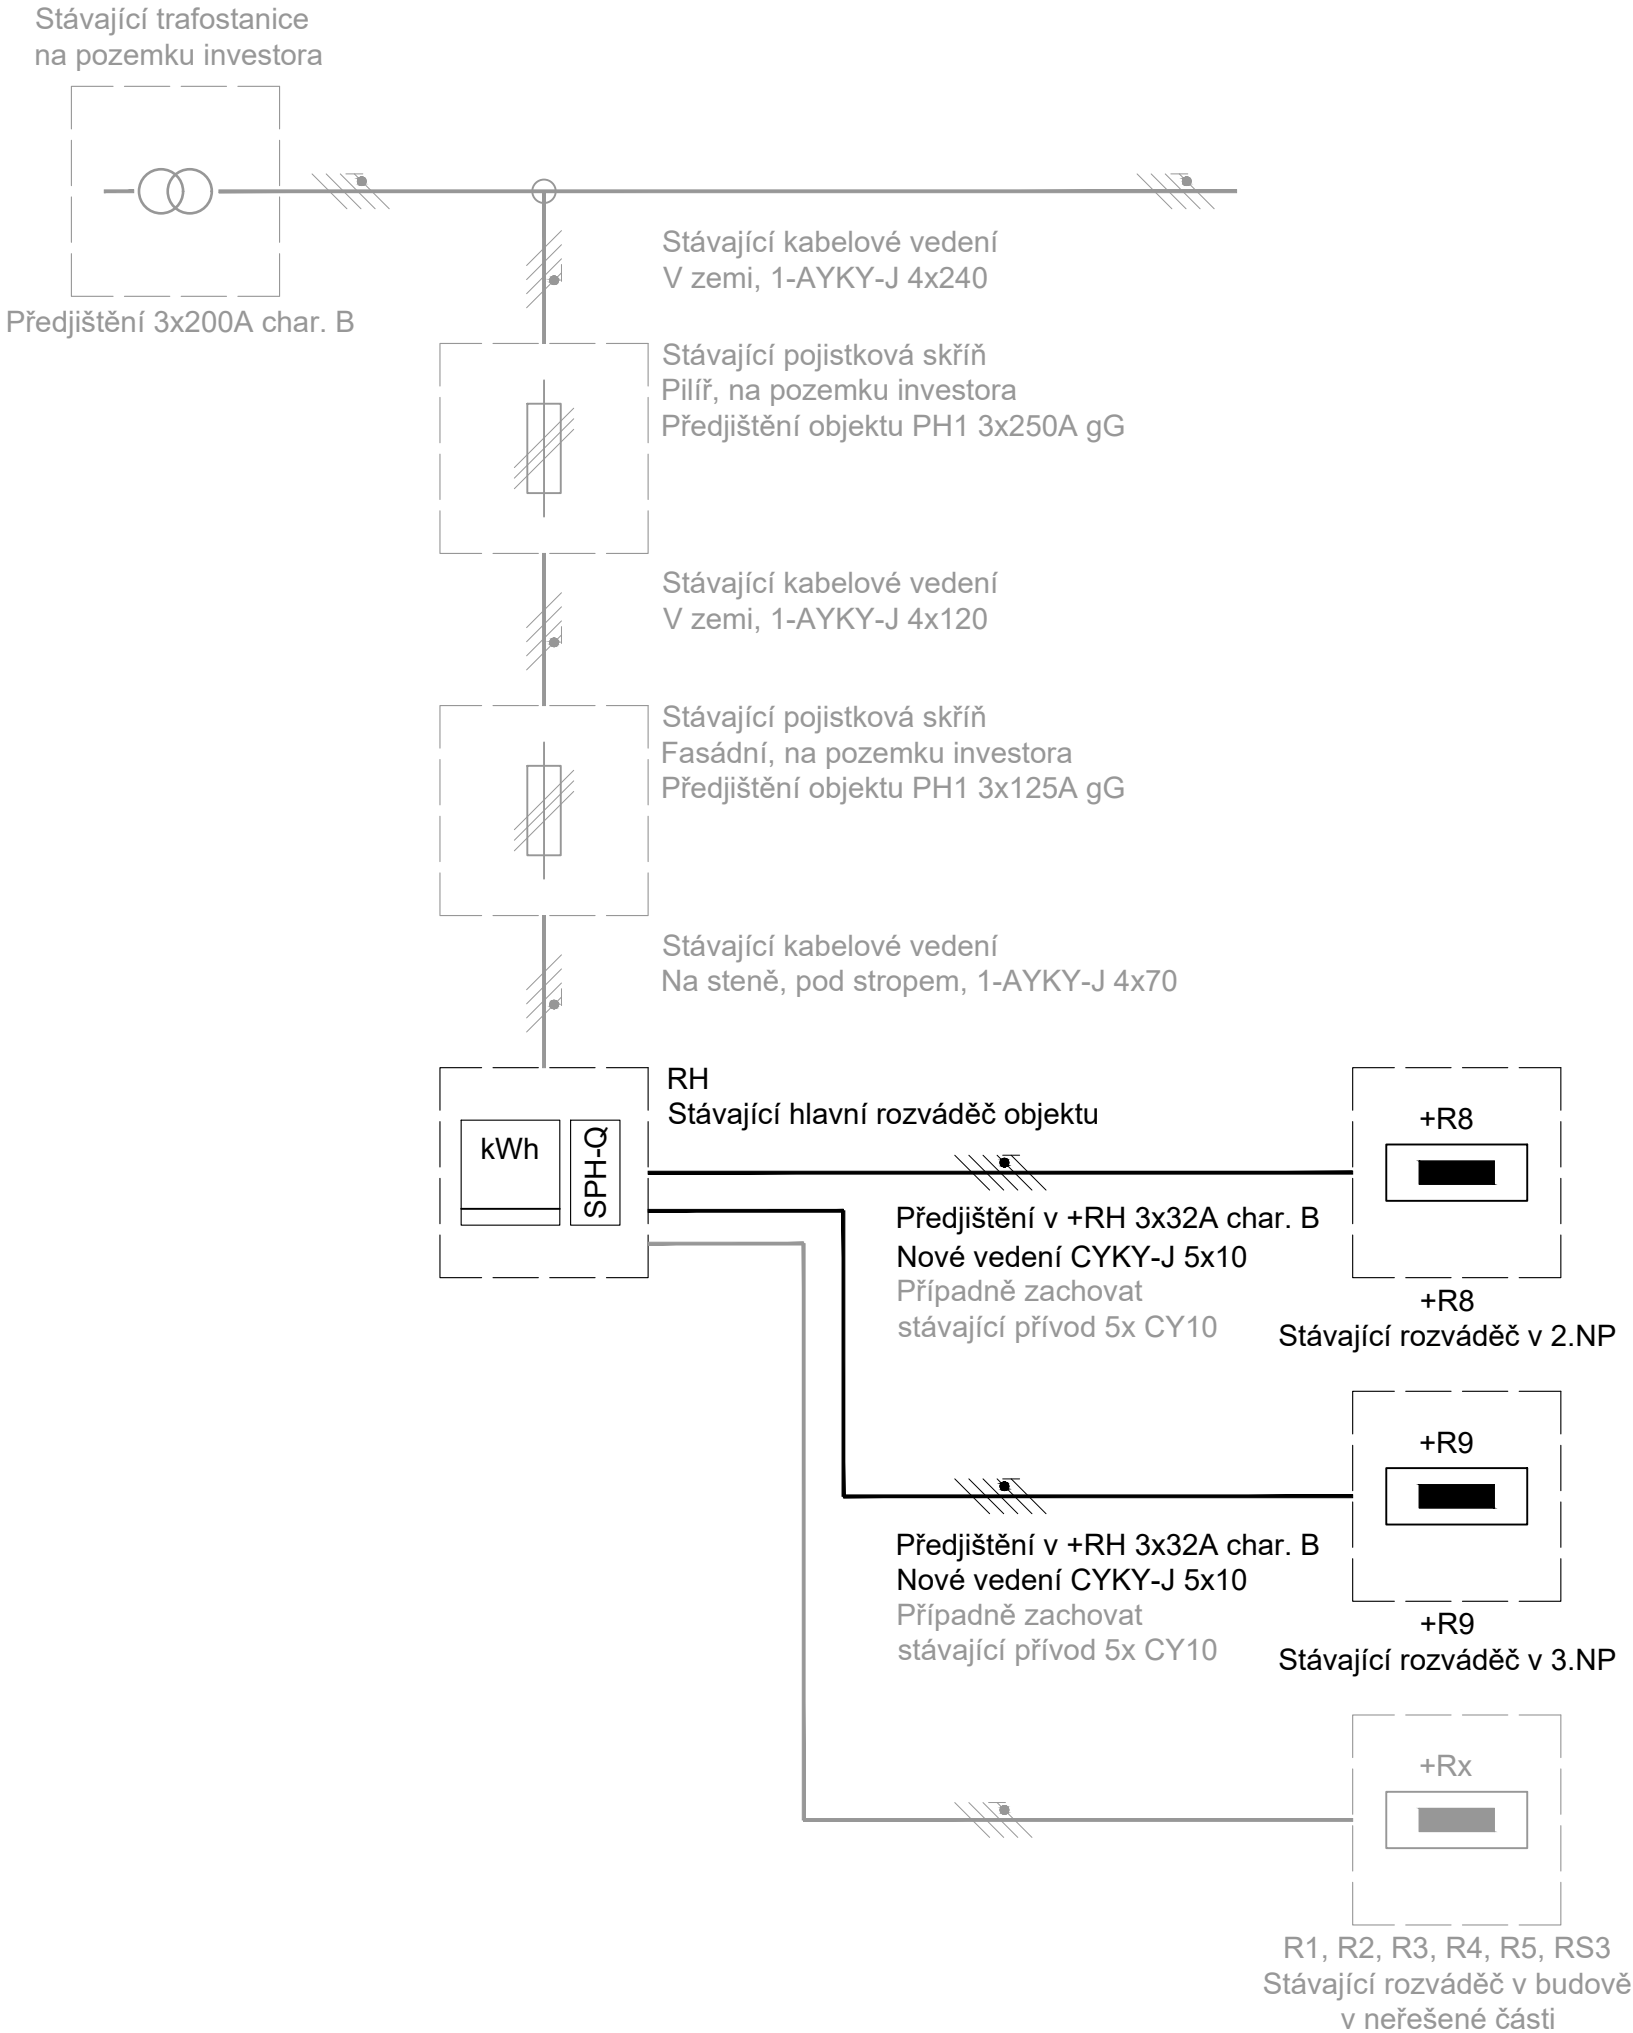 Stávající trafostanice
na pozemku investora
Předjištění 3x200A char. B
Stávající kabelové vedení
V zemi, 1-AYKY-J 4x240
Stávající pojistková skříň
Pilíř, na pozemku investora
Předjištění objektu PH1 3x250A gG
Stávající kabelové vedení
V zemi, 1-AYKY-J 4x120
Stávající pojistková skříň
Fasádní, na pozemku investora
Předjištění objektu PH1 3x125A gG
Stávající kabelové vedení
Na steně, pod stropem, 1-AYKY-J 4x70
RH
Stávající hlavní rozváděč objektu
kWh
SPH-Q
+R8
Předjištění v +RH 3x32A char. B
Nové vedení CYKY-J 5x10
Případně zachovat
stávající přívod 5x CY10
+R8
Stávající rozváděč v 2.NP
+R9
Předjištění v +RH 3x32A char. B
Nové vedení CYKY-J 5x10
Případně zachovat
stávající přívod 5x CY10
+R9
Stávající rozváděč v 3.NP
+Rx
R1, R2, R3, R4, R5, RS3
Stávající rozváděč v budově
v neřešené části